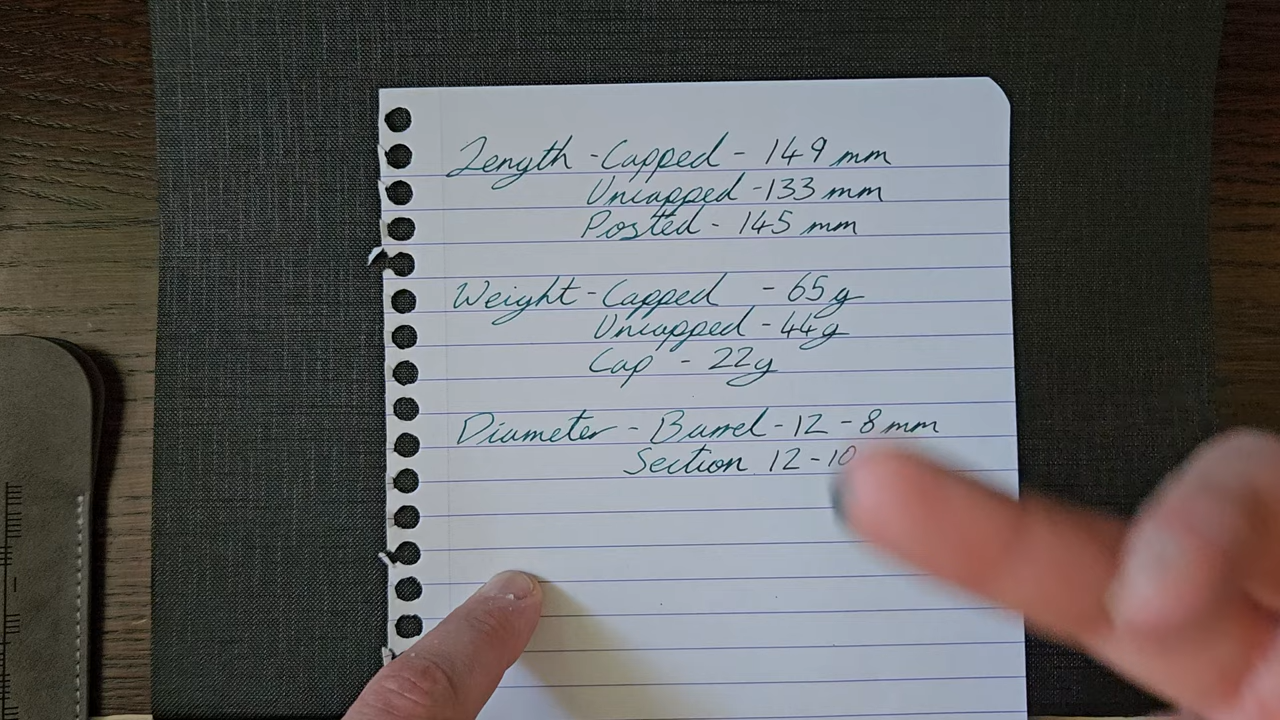 Length - Capped - 149 mm
Uncapped - 133 mm
Posted - 145 mm
Weight - Capped - 65g
Uncapped - 44g
Cap - 22g
Diameter - Barrel - 12 - 8 mm
Section 12 - 10